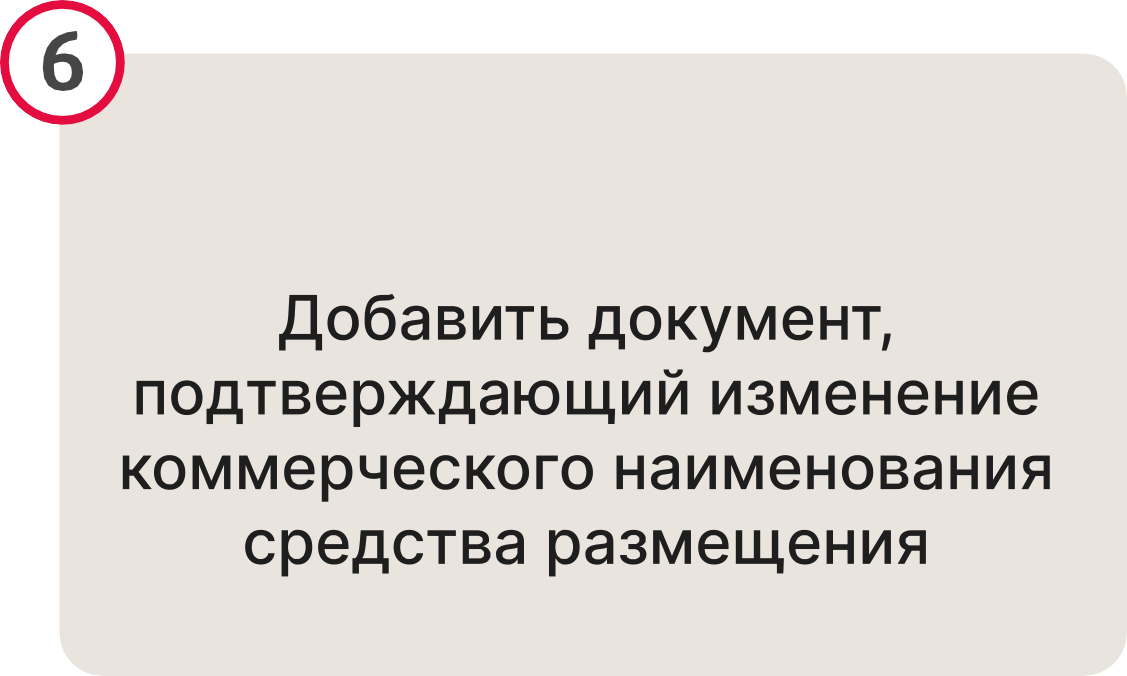 6
Добавить документ,
подтверждающий изменение
коммерческого наименования
средства размещения